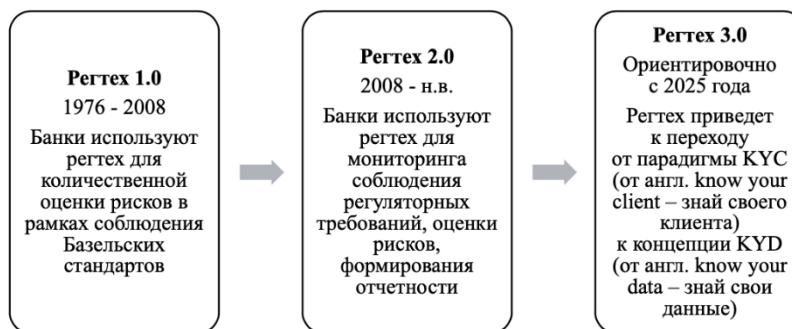 Регтех 1.0
1976 - 2008
Банки используют
регтех для
количественной
оценки рисков в
рамках соблюдения
Базельских
стандартов
Регтех 2.0
2008 - н.в.
Банки используют
регтех для
мониторинга
соблюдения
регуляторных
требований, оценки
рисков,
формирования
отчетности
Регтех 3.0
Ориентировочно
с 2025 года
Регтех приведет
к переходу
от парадигмы KYC
(от англ. know your
client – знай своего
клиента)
к концепции KYD
(от англ. know your
data – знай свои
данные)